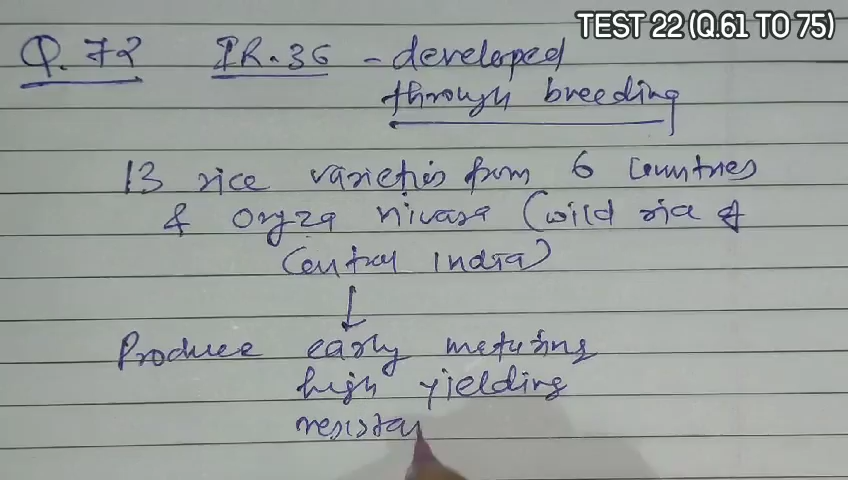 TEST 22 (Q.61 TO 75)
Q.72 IR.36 - developed
through breeding
13 rice varieties from 6 Countries
& Oryza nivara (wild rice of
Central India)
Produce early maturing
high yielding
resistan